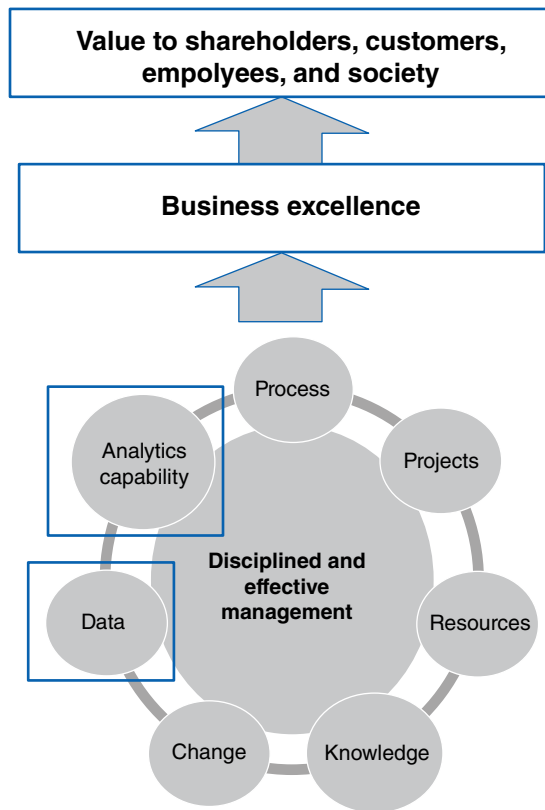 Value to shareholders, customers,
empolyees, and society
Business excellence
Process
Analytics
capability
Projects
Disciplined and
effective
management
Data
Resources
Change
Knowledge